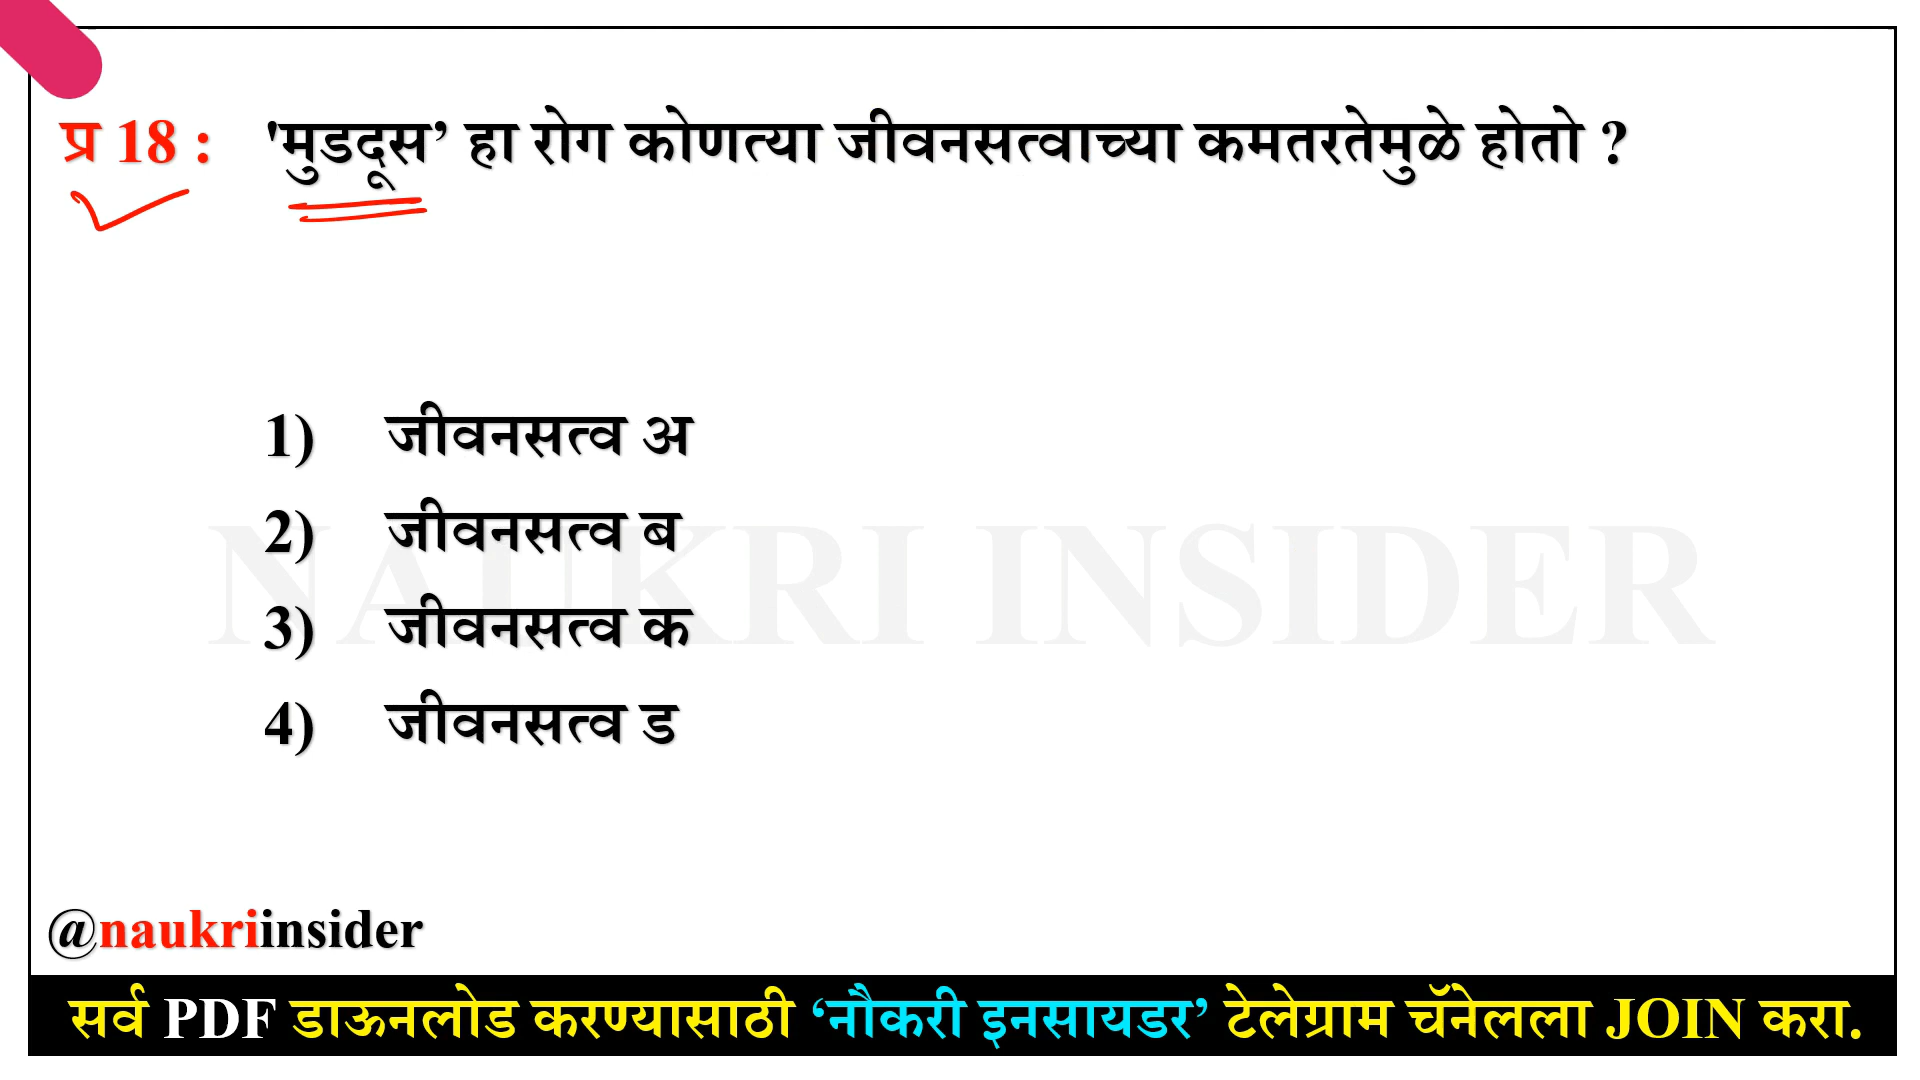 प्र 18 : 'मुडदूस’ हा रोग कोणत्या जीवनसत्वाच्या कमतरतेमुळे होतो ?
1) जीवनसत्व अ
2) जीवनसत्व ब
3) जीवनसत्व क
4) जीवनसत्व ड
NAUKRI INSIDER
@naukriinsider
सर्व PDF डाऊनलोड करण्यासाठी ‘नौकरी इनसायडर’ टेलेग्राम चॅनेलला JOIN करा.